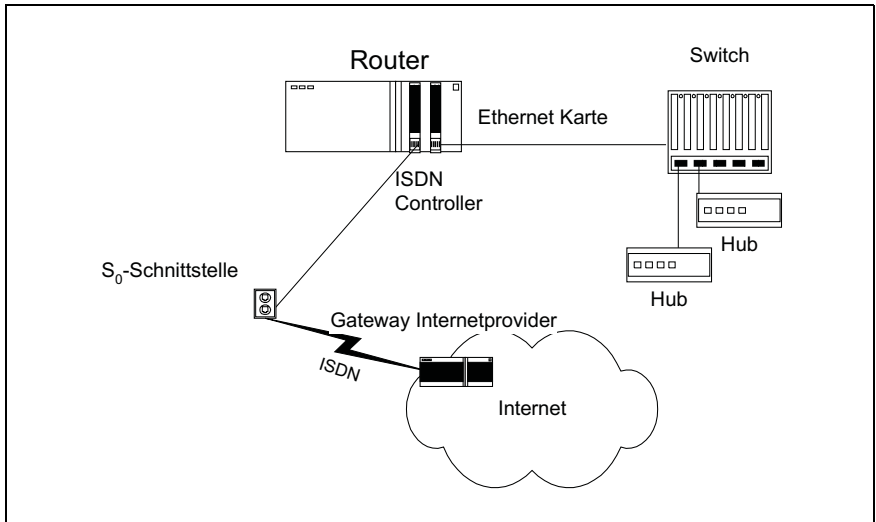 Router
Switch
Ethernet Karte
ISDN
Controller
Hub
S0-Schnittstelle
Hub
Gateway Internetprovider
ISDN
Internet